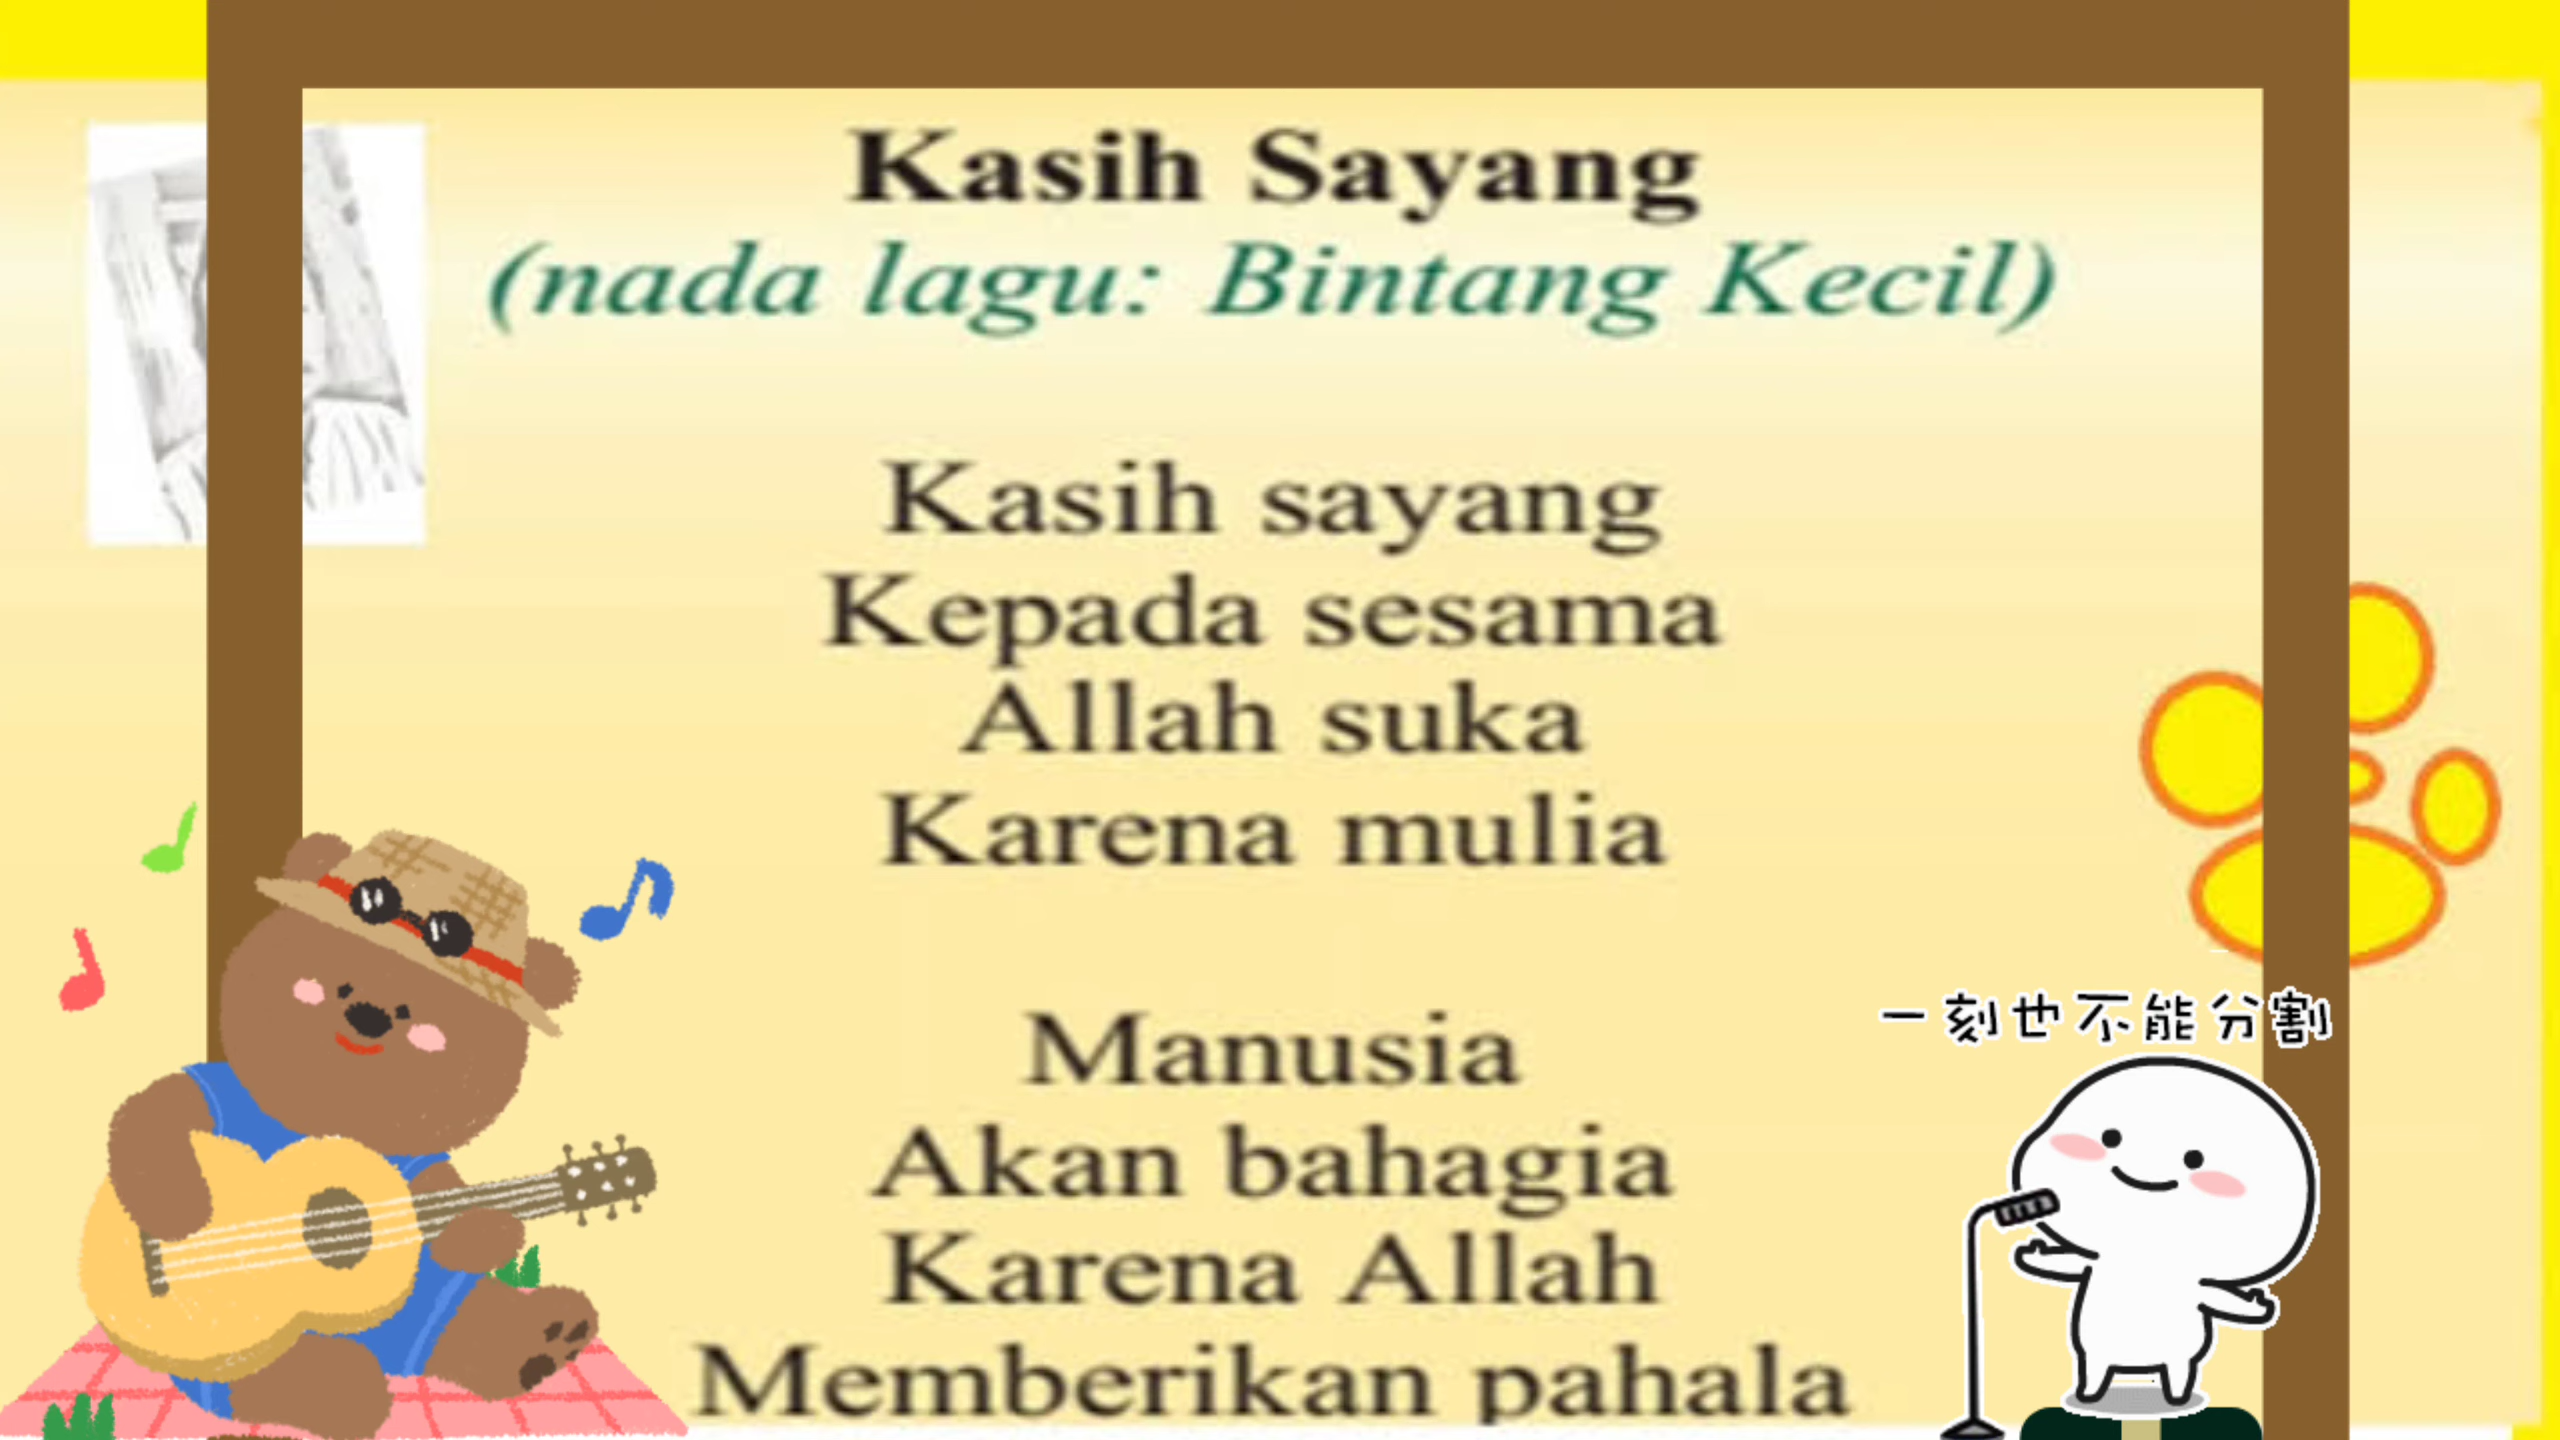 Kasih Sayang
(nada lagu: Bintang Kecil)
Kasih sayang
Kepada sesama
Allah suka
Karena mulia
Manusia
Akan bahagia
Karena Allah
Memberikan pahala
一刻也不能分割